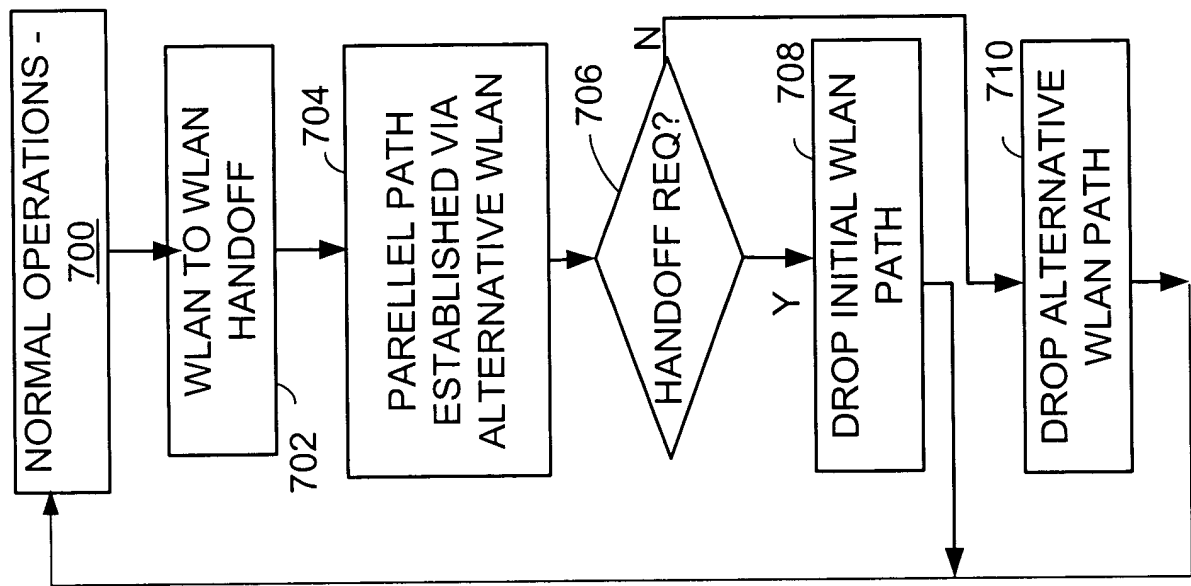 NORMAL OPERATIONS -
700
WLAN TO WLAN
HANDOFF
702
704
PARELLEL PATH
ESTABLISHED VIA
ALTERNATIVE WLAN
706
HANDOFF REQ?
N
Y
708
DROP INITIAL WLAN
PATH
710
DROP ALTERNATIVE
WLAN PATH